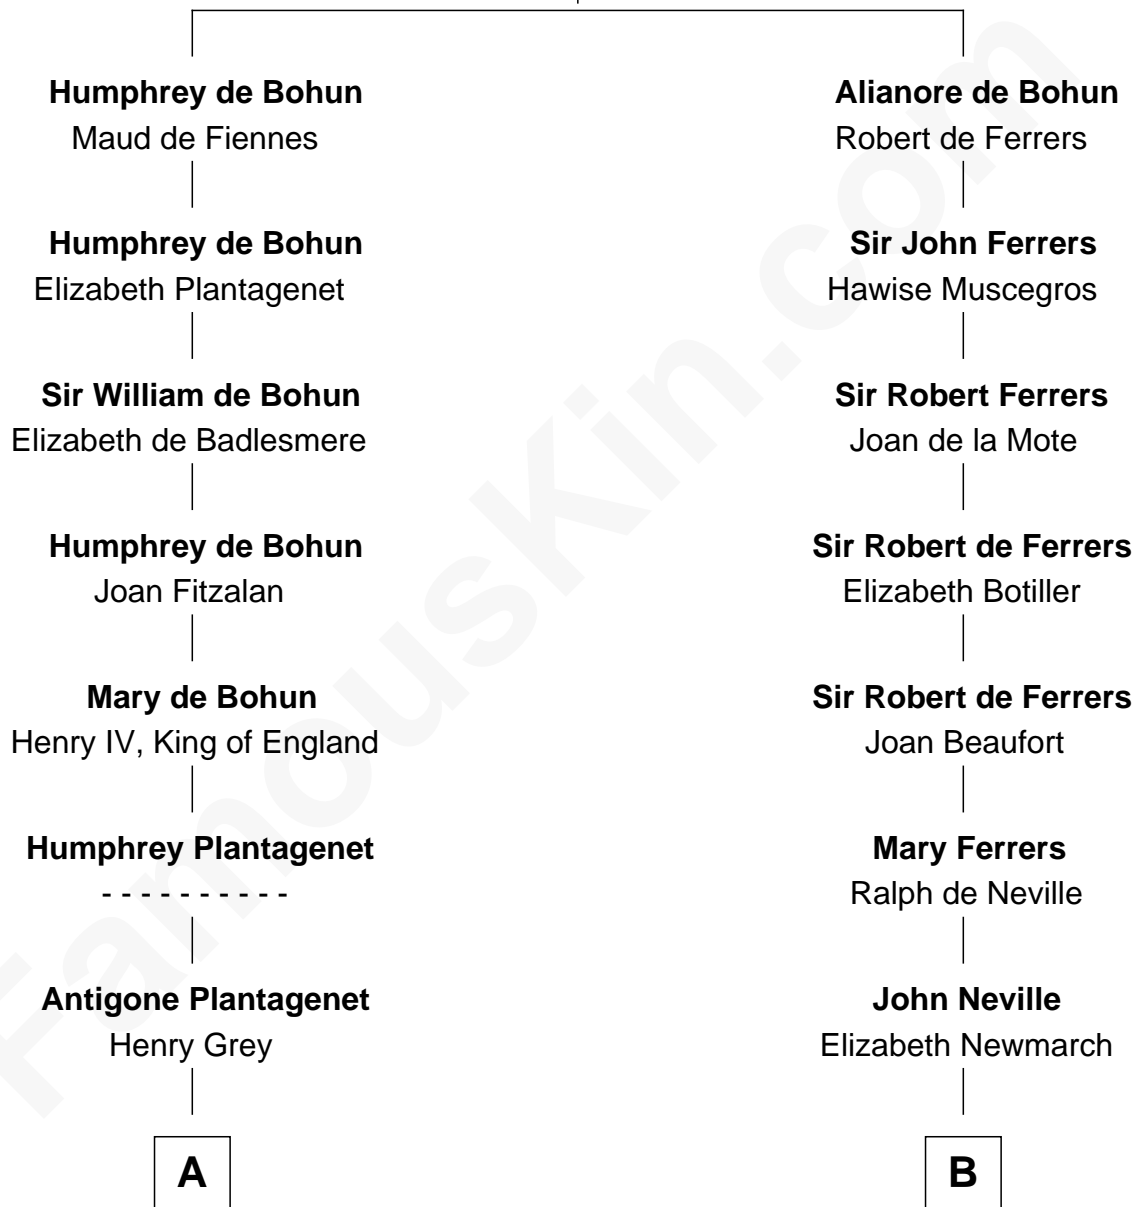 Humphrey de Bohun
Maud de Fiennes
Humphrey de Bohun
Elizabeth Plantagenet
Sir William de Bohun
Elizabeth de Badlesmere
Humphrey de Bohun
Joan Fitzalan
Mary de Bohun
Henry IV, King of England
Humphrey Plantagenet
- - - - - - - - - -
Antigone Plantagenet
Henry Grey
A
Alianore de Bohun
Robert de Ferrers
Sir John Ferrers
Hawise Muscegros
Sir Robert Ferrers
Joan de la Mote
Sir Robert de Ferrers
Elizabeth Botiller
Sir Robert de Ferrers
Joan Beaufort
Mary Ferrers
Ralph de Neville
John Neville
Elizabeth Newmarch
B
FamousKin.com